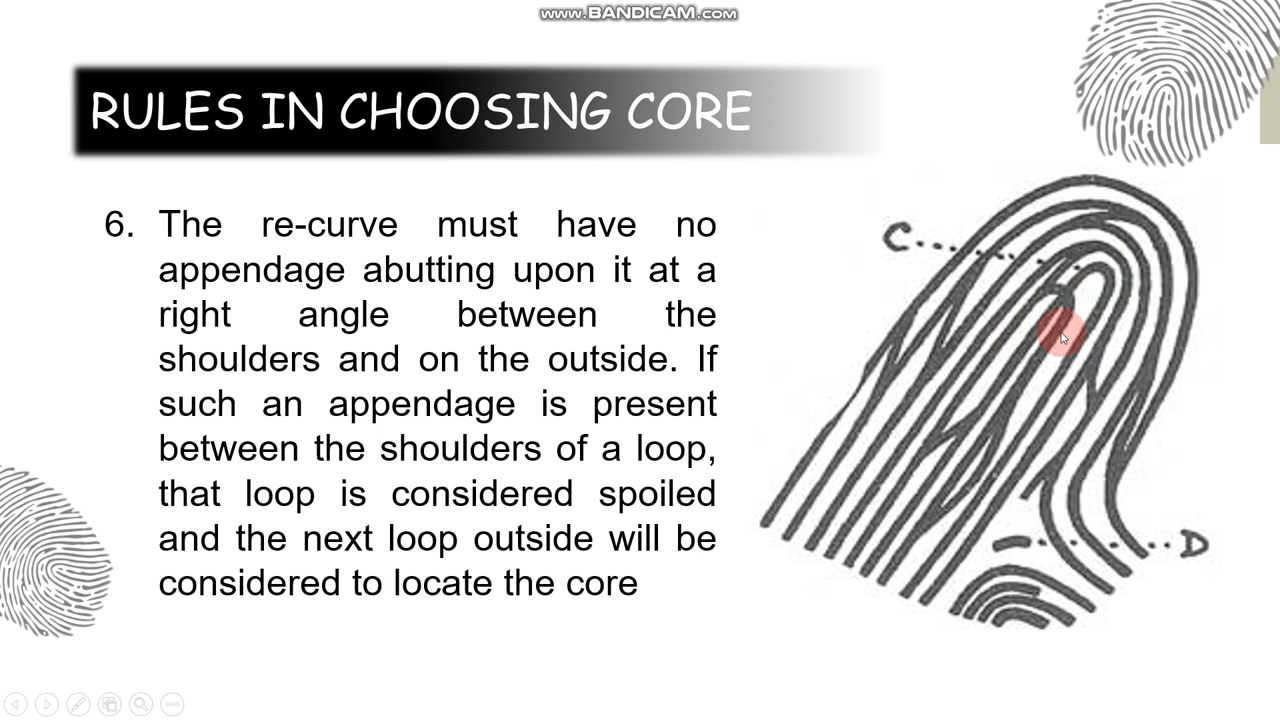 www.BANDICAM.com
RULES IN CHOOSING CORE
6. The re-curve must have no
appendage abutting upon it at a
right angle between the
shoulders and on the outside. If
such an appendage is present
between the shoulders of a loop,
that loop is considered spoiled
and the next loop outside will be
considered to locate the core
C
D